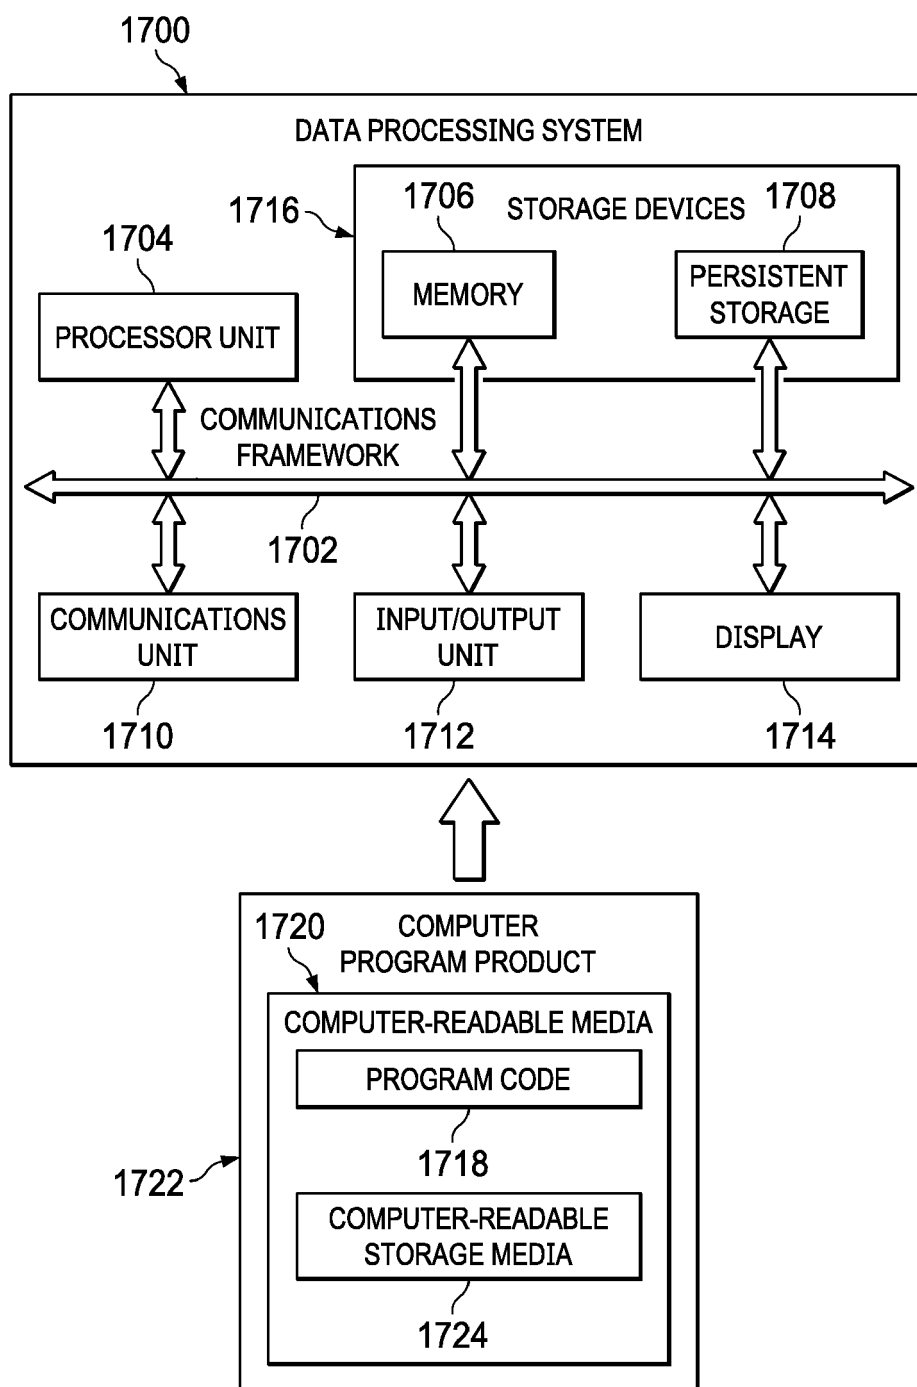 1700
DATA PROCESSING SYSTEM
1716
1706
STORAGE DEVICES
1708
1704
MEMORY
PERSISTENT
STORAGE
PROCESSOR UNIT
COMMUNICATIONS
FRAMEWORK
1702
COMMUNICATIONS
UNIT
INPUT/OUTPUT
UNIT
DISPLAY
1710
1712
1714
1720
COMPUTER
PROGRAM PRODUCT
COMPUTER-READABLE MEDIA
PROGRAM CODE
1718
1722
COMPUTER-READABLE
STORAGE MEDIA
1724